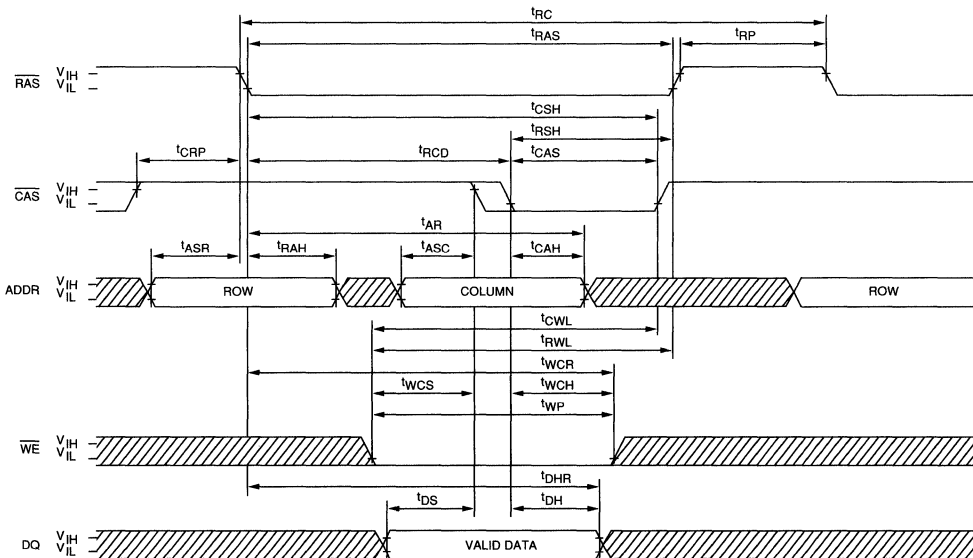 tRC
tRAS
tRP
RAS
VIH
VIL
tCSH
tRSH
tCRP
tRCD
tCAS
CAS
VIH
VIL
tAR
tASR
tRAH
tASC
tCAH
ADDR
VIH
VIL
ROW
COLUMN
ROW
tCWL
tRWL
tWCR
tWCS
tWCH
tWP
WE
VIH
VIL
tDHR
tDS
tDH
DQ
VIH
VIL
VALID DATA